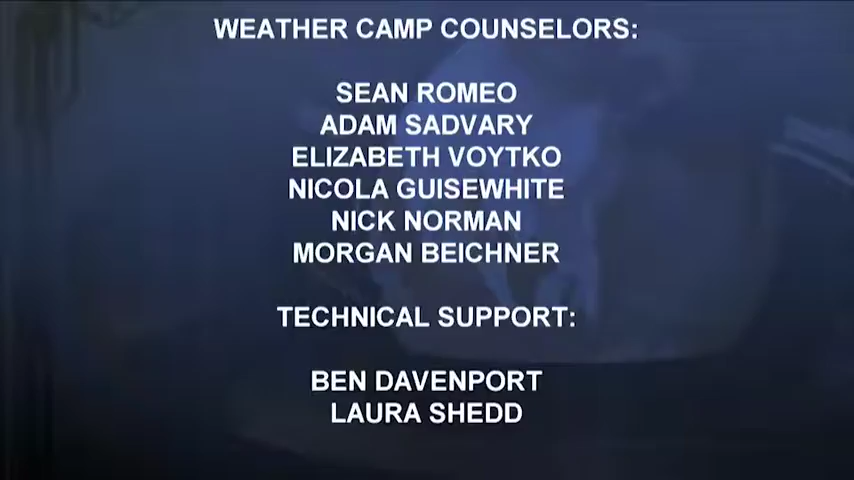 WEATHER CAMP COUNSELORS:
SEAN ROMEO
ADAM SADVARY
ELIZABETH VOYTKO
NICOLA GUISEWHITE
NICK NORMAN
MORGAN BEICHNER
TECHNICAL SUPPORT:
BEN DAVENPORT
LAURA SHEDD